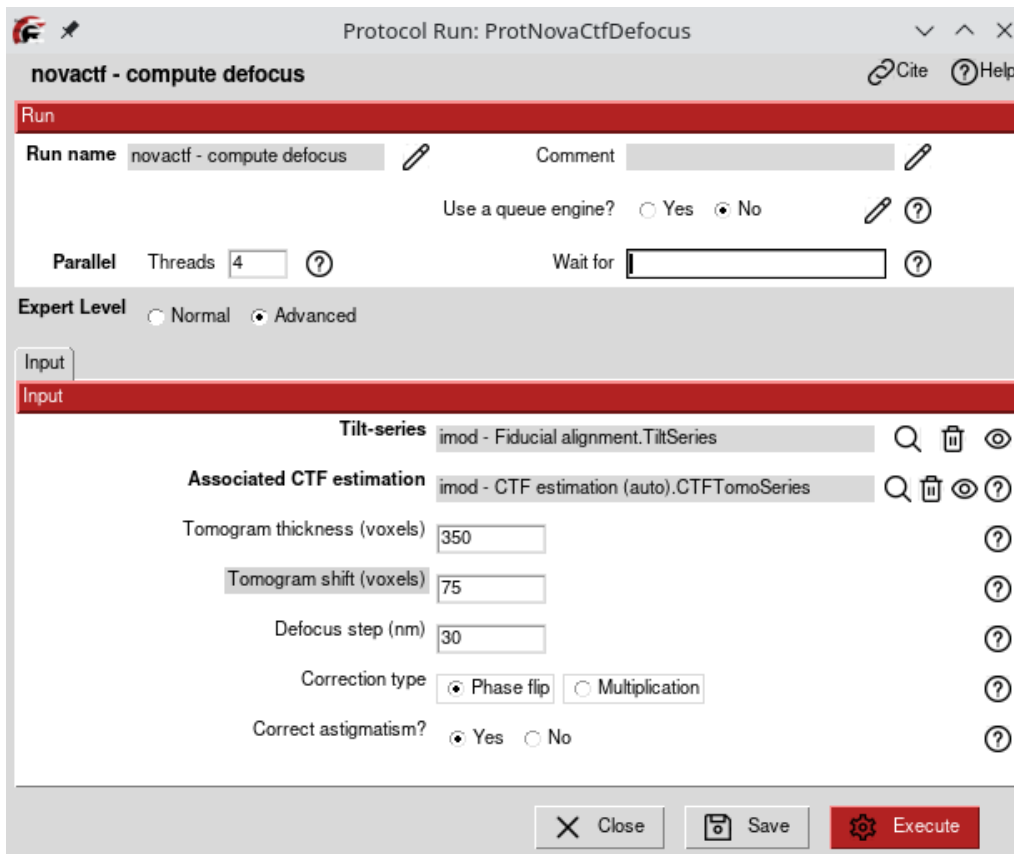 Protocol Run: ProtNovaCtfDefocus
novactf - compute defocus Cite Help
Run
Run name novactf - compute defocus Comment
Use a queue engine? Yes No
Parallel Threads 4 Wait for
Expert Level Normal Advanced
Input
Input
Tilt-series imod - Fiducial alignment.TiltSeries
Associated CTF estimation imod - CTF estimation (auto).CTFTomoSeries
Tomogram thickness (voxels) 350
Tomogram shift (voxels) 75
Defocus step (nm) 30
Correction type Phase flip Multiplication
Correct astigmatism? Yes No
Close Save Execute